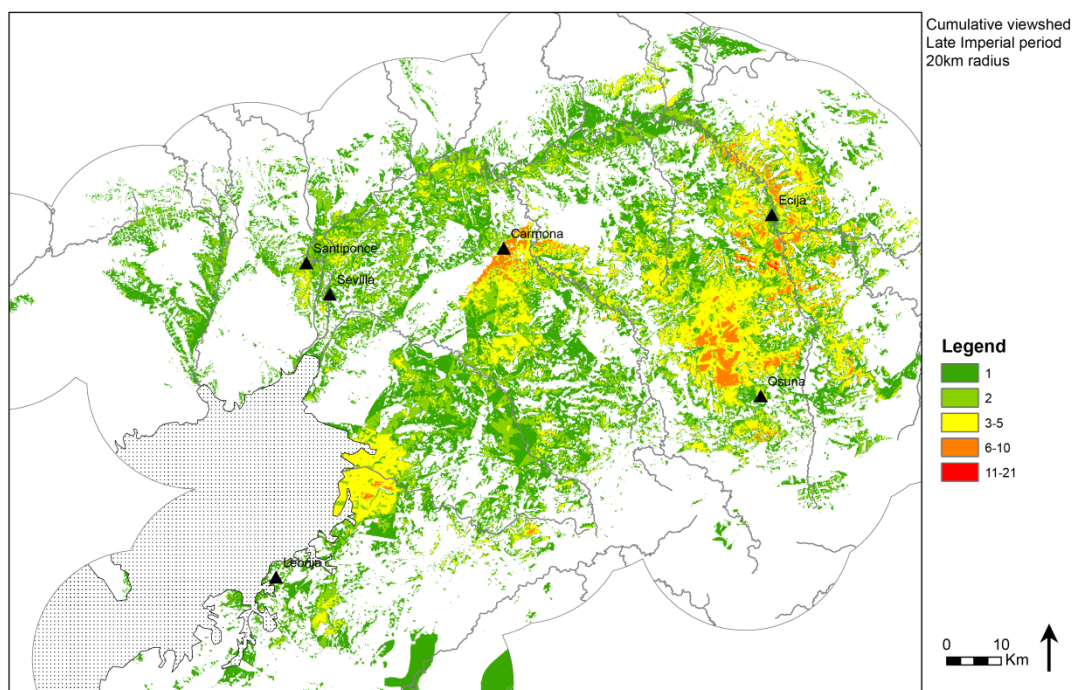 Cumulative viewshed
Late Imperial period
20km radius
Ecija
Carmona
Santiponce
Sevilla
Osuna
Lebrija
Legend
1
2
3-5
6-10
11-21
0 10
Km